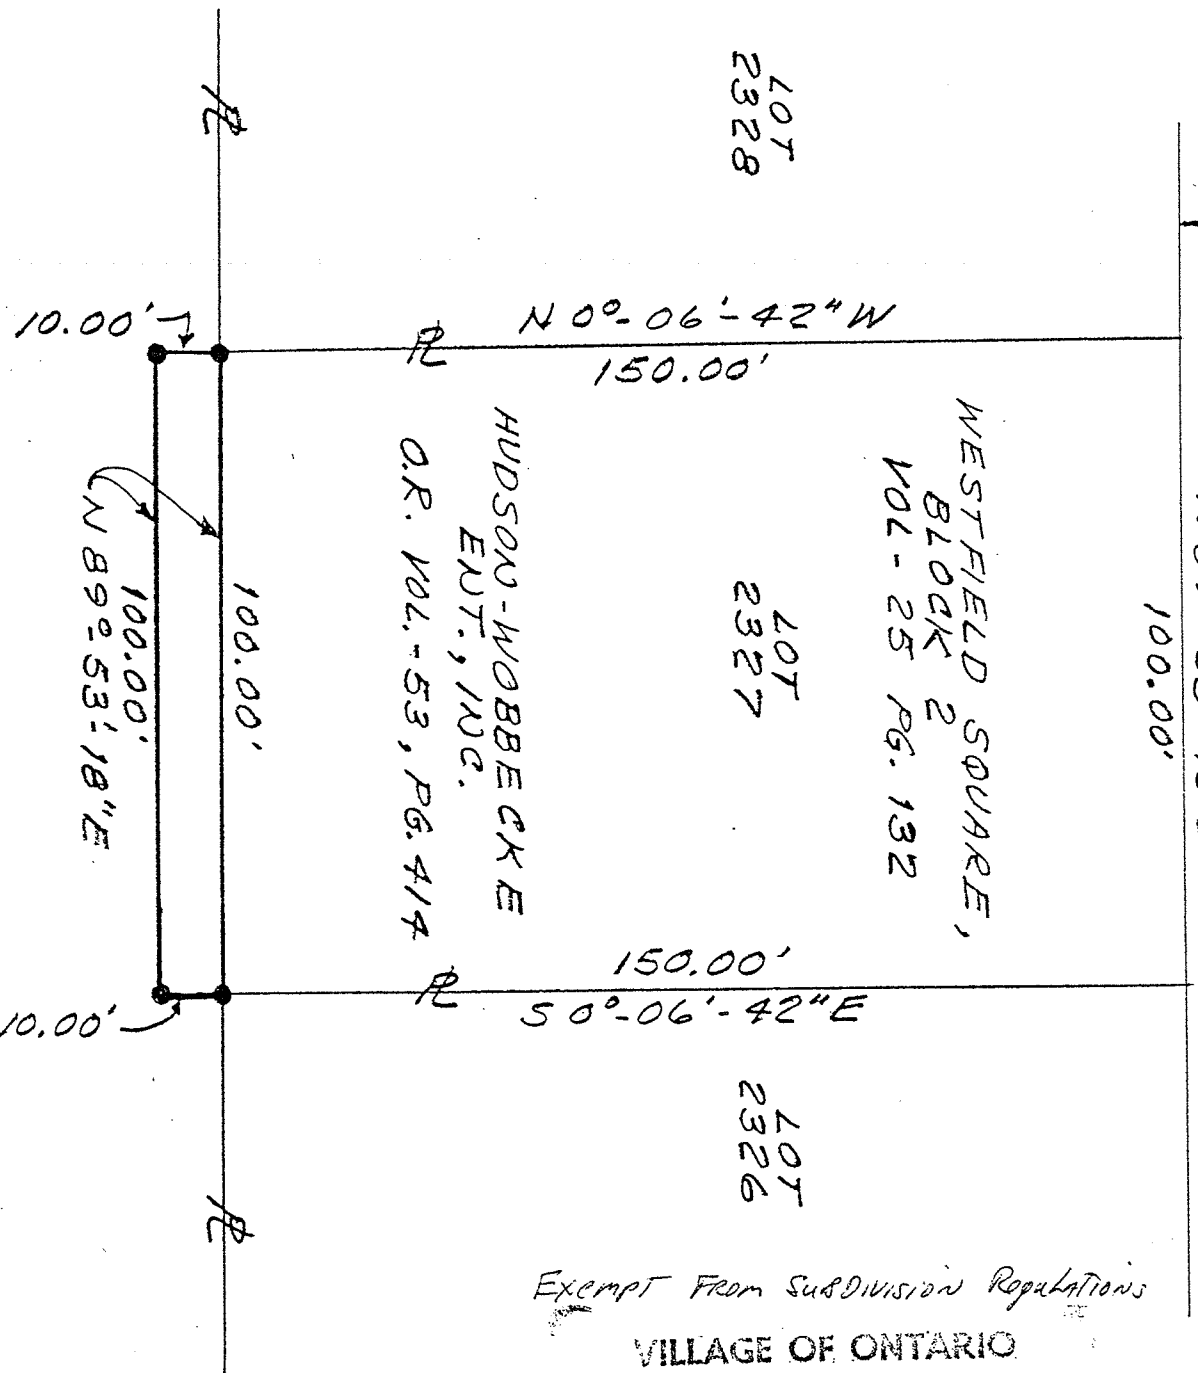 LOT
2328
10.00'
N 0°-06'-42" W
150.00'
WESTFIELD SQUARE,
BLOCK 2
VOL - 25 PG. 132
100.00'
LOT
2327
HUDSON-WOBBECKE
ENT., INC.
O.R. VOL.-53, PG. 414
100.00'
100.00'
N 89°-53'-18" E
150.00'
S 0°-06'-42" E
10.00'
LOT
2326
Exempt From Subdivision Regulations
VILLAGE OF ONTARIO